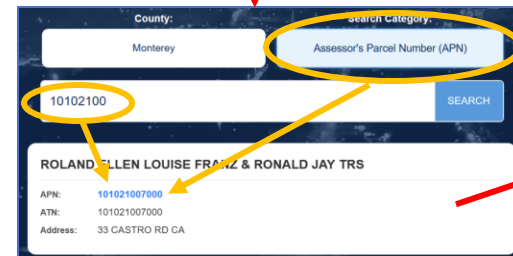 County:
Search Category:
Monterey
Assessor's Parcel Number (APN)
10102100
SEARCH
ROLAND ELLEN LOUISE FRANZ & RONALD JAY TRS
APN: 101021007000
ATN: 101021007000
Address: 33 CASTRO RD CA